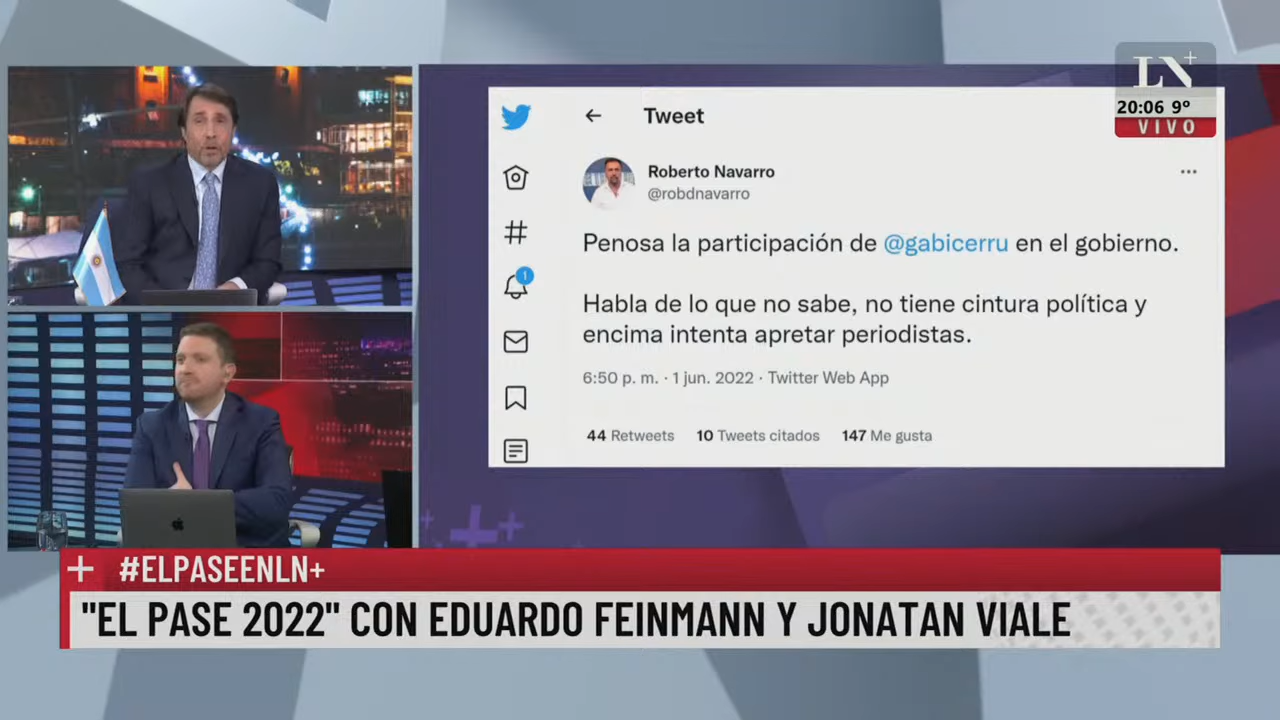 LN+
20:06 9º
VIVO
Tweet
Roberto Navarro
@robdnavarro
Penosa la participación de @gabicerru en el gobierno.
Habla de lo que no sabe, no tiene cintura política y
encima intenta apretar periodistas.
6:50 p. m. · 1 jun. 2022 · Twitter Web App
44 Retweets 10 Tweets citados 147 Me gusta
1
+ #ELPASEENLN+
"EL PASE 2022" CON EDUARDO FEINMANN Y JONATAN VIALE